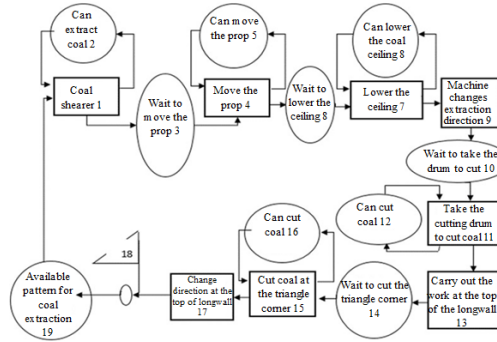 Can
extract
coal 2
Can move
the prop 5
Can lower
the coal
ceiling 8
Coal
shearer 1
Wait to
move the
prop 3
Move the
prop 4
Wait to
lower the
ceiling 8
Lower the
ceiling 7
Machine
changes
extraction
direction 9
Wait to take the
drum to cut 10
Can cut
coal 12
Take the
cutting drum
to cut coal 11
Can cut
coal 16
18
Available
pattern for
coal
extraction
19
Change
direction at the
top of longwall
17
Cut coal at
the triangle
corner 15
Wait to cut the
triangle corner
14
Carry out the
work at the top
of the longwall
13